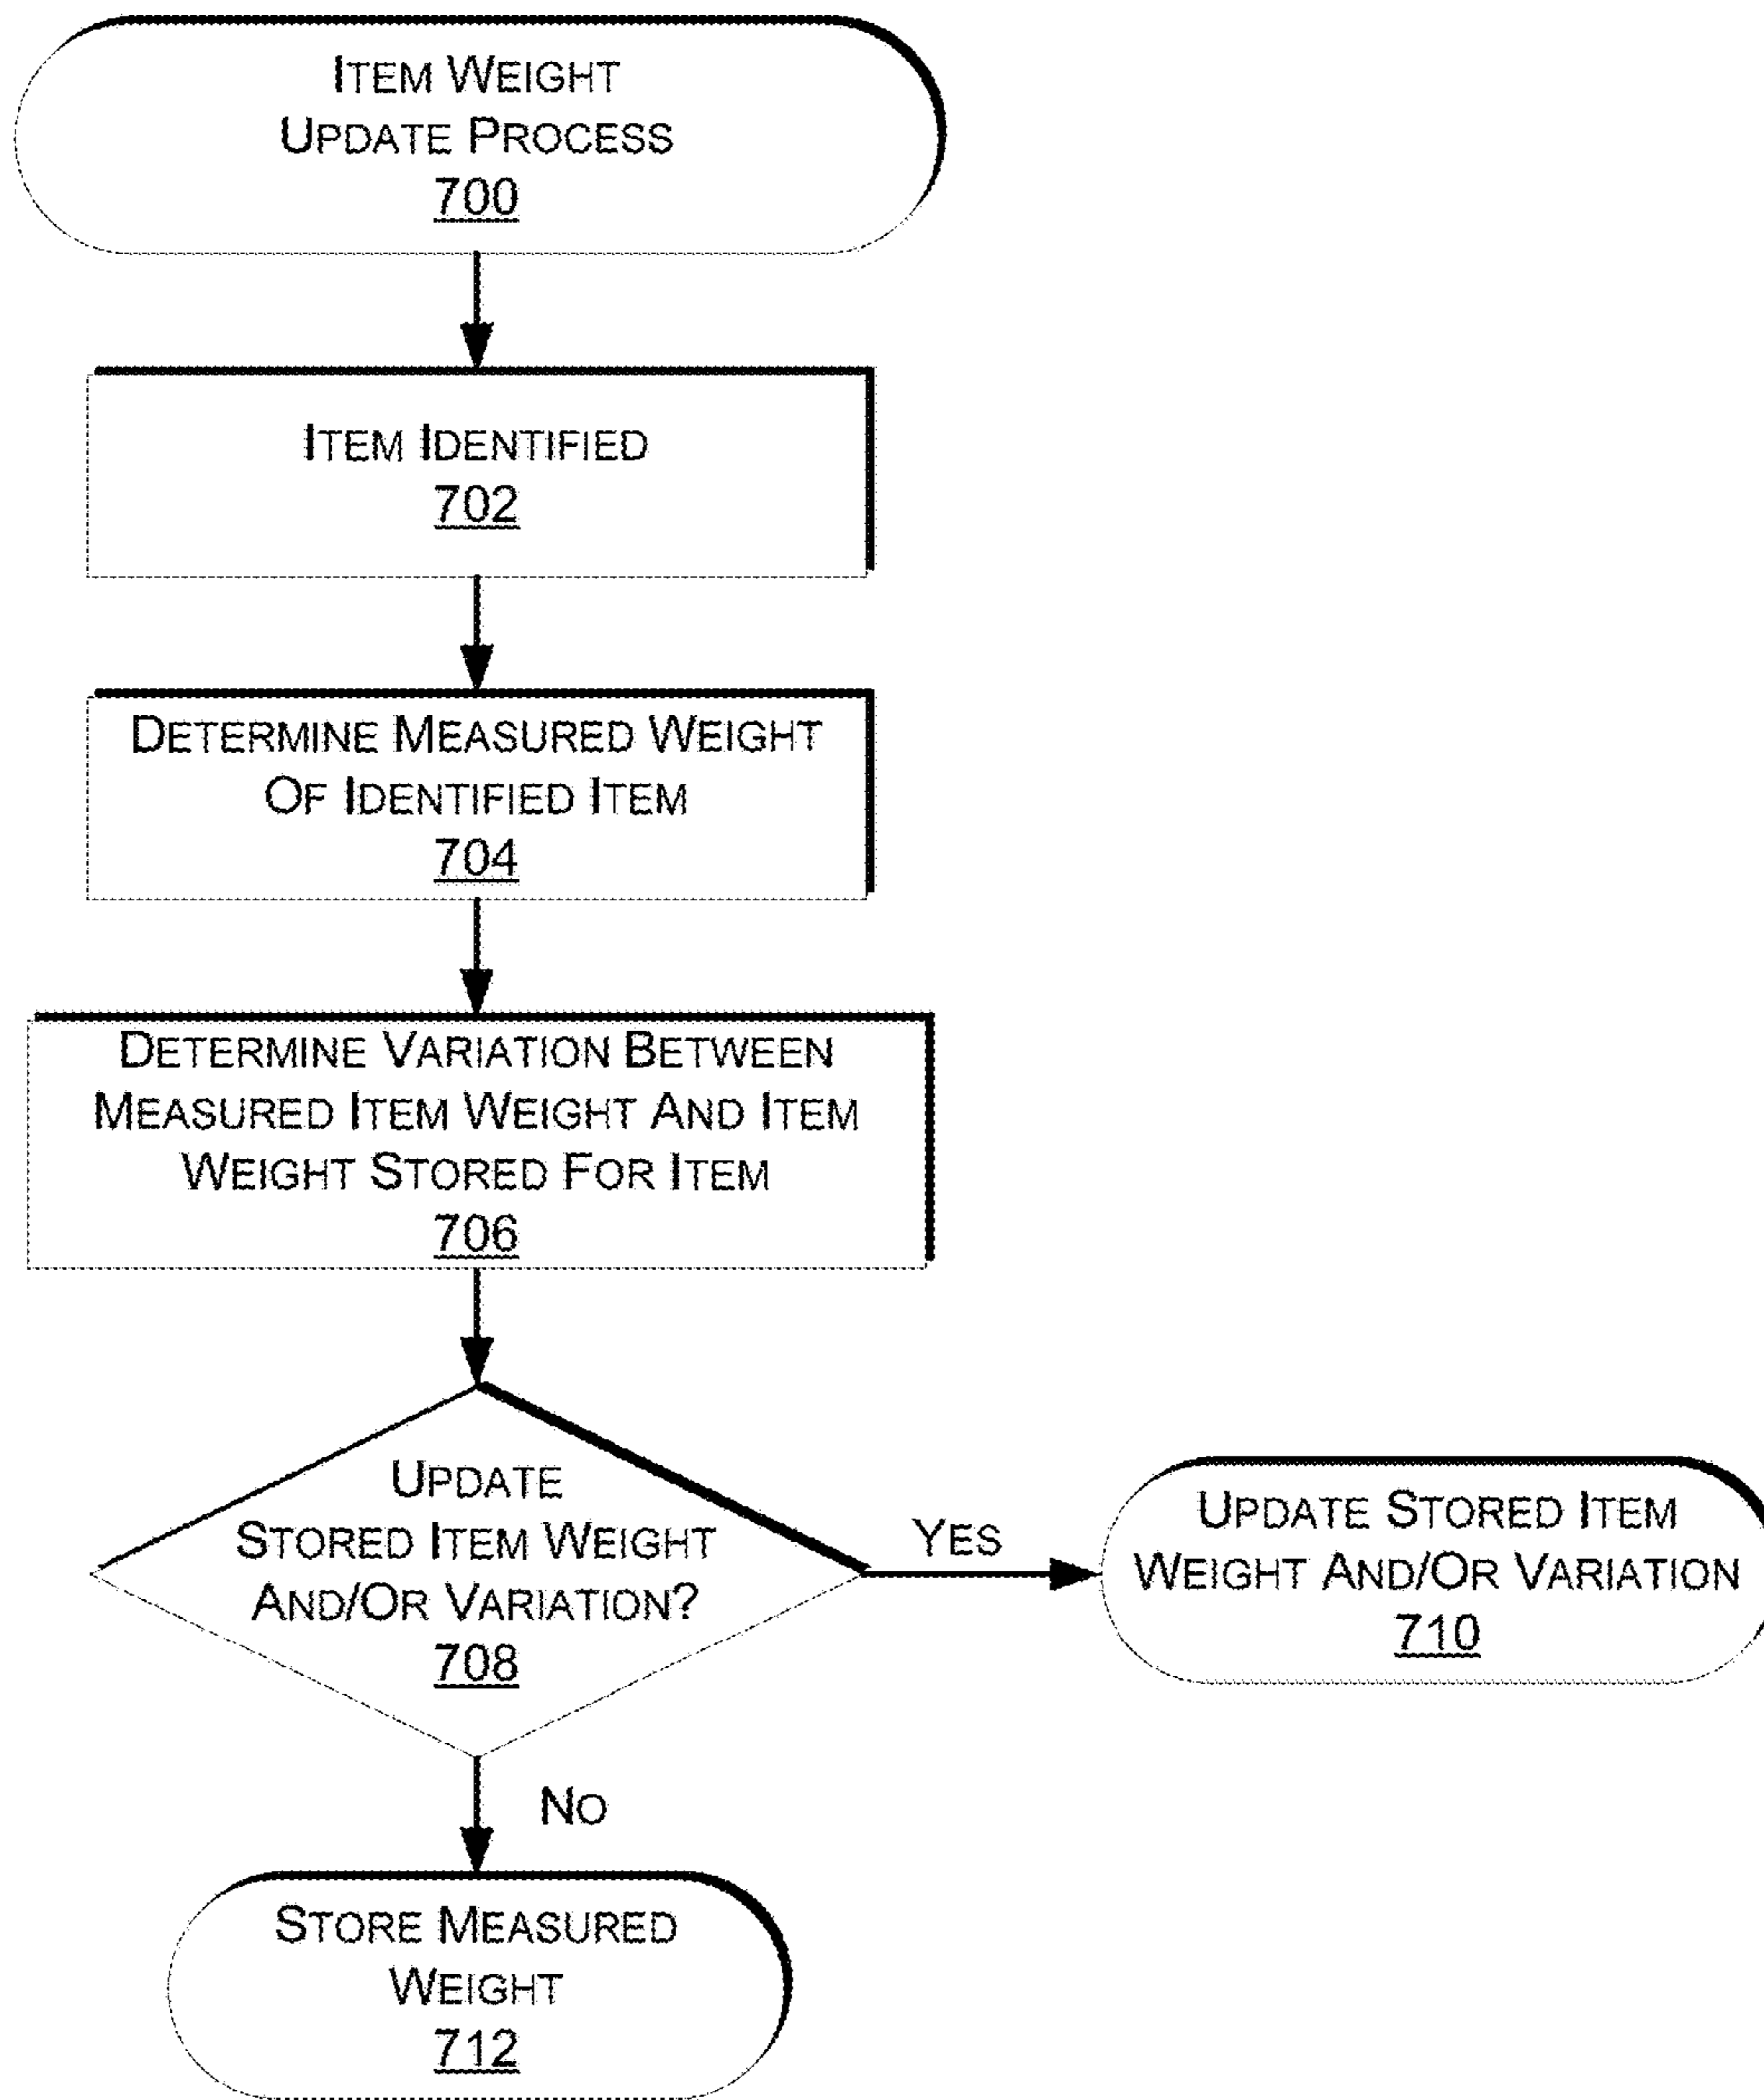 ITEM WEIGHT
UPDATE PROCESS
700
ITEM IDENTIFIED
702
DETERMINE MEASURED WEIGHT
OF IDENTIFIED ITEM
704
DETERMINE VARIATION BETWEEN
MEASURED ITEM WEIGHT AND ITEM
WEIGHT STORED FOR ITEM
706
UPDATE
STORED ITEM WEIGHT
AND/OR VARIATION?
708
YES
UPDATE STORED ITEM
WEIGHT AND/OR VARIATION
710
NO
STORE MEASURED
WEIGHT
712